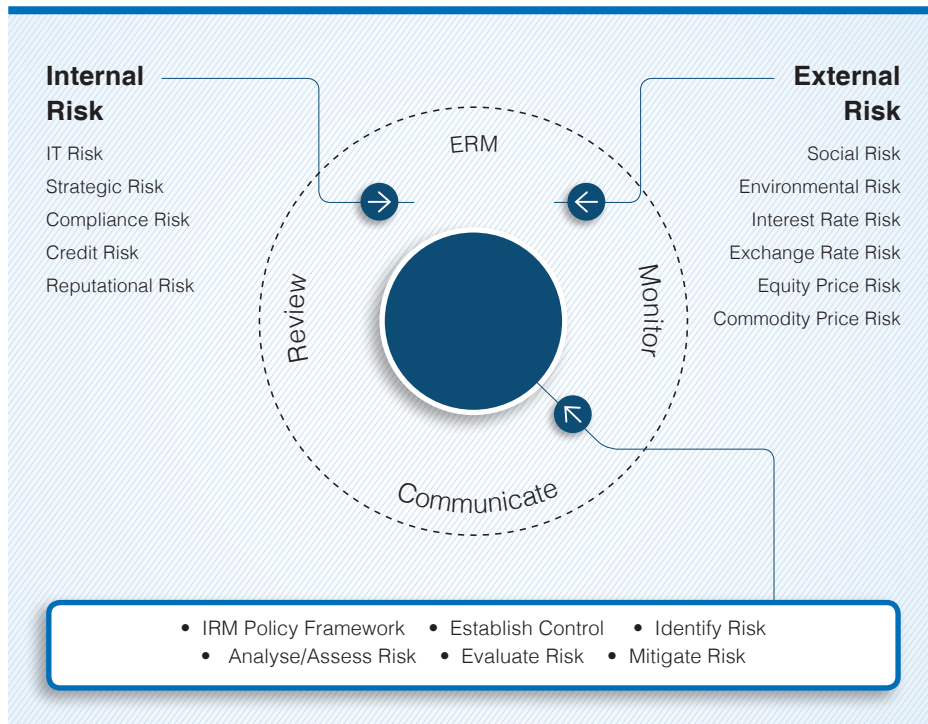 Internal
Risk
IT Risk
Strategic Risk
Compliance Risk
Credit Risk
Reputational Risk
External
Risk
Social Risk
Environmental Risk
Interest Rate Risk
Exchange Rate Risk
Equity Price Risk
Commodity Price Risk
ERM
Review
Monitor
Communicate
• IRM Policy Framework • Establish Control • Identify Risk
• Analyse/Assess Risk • Evaluate Risk • Mitigate Risk